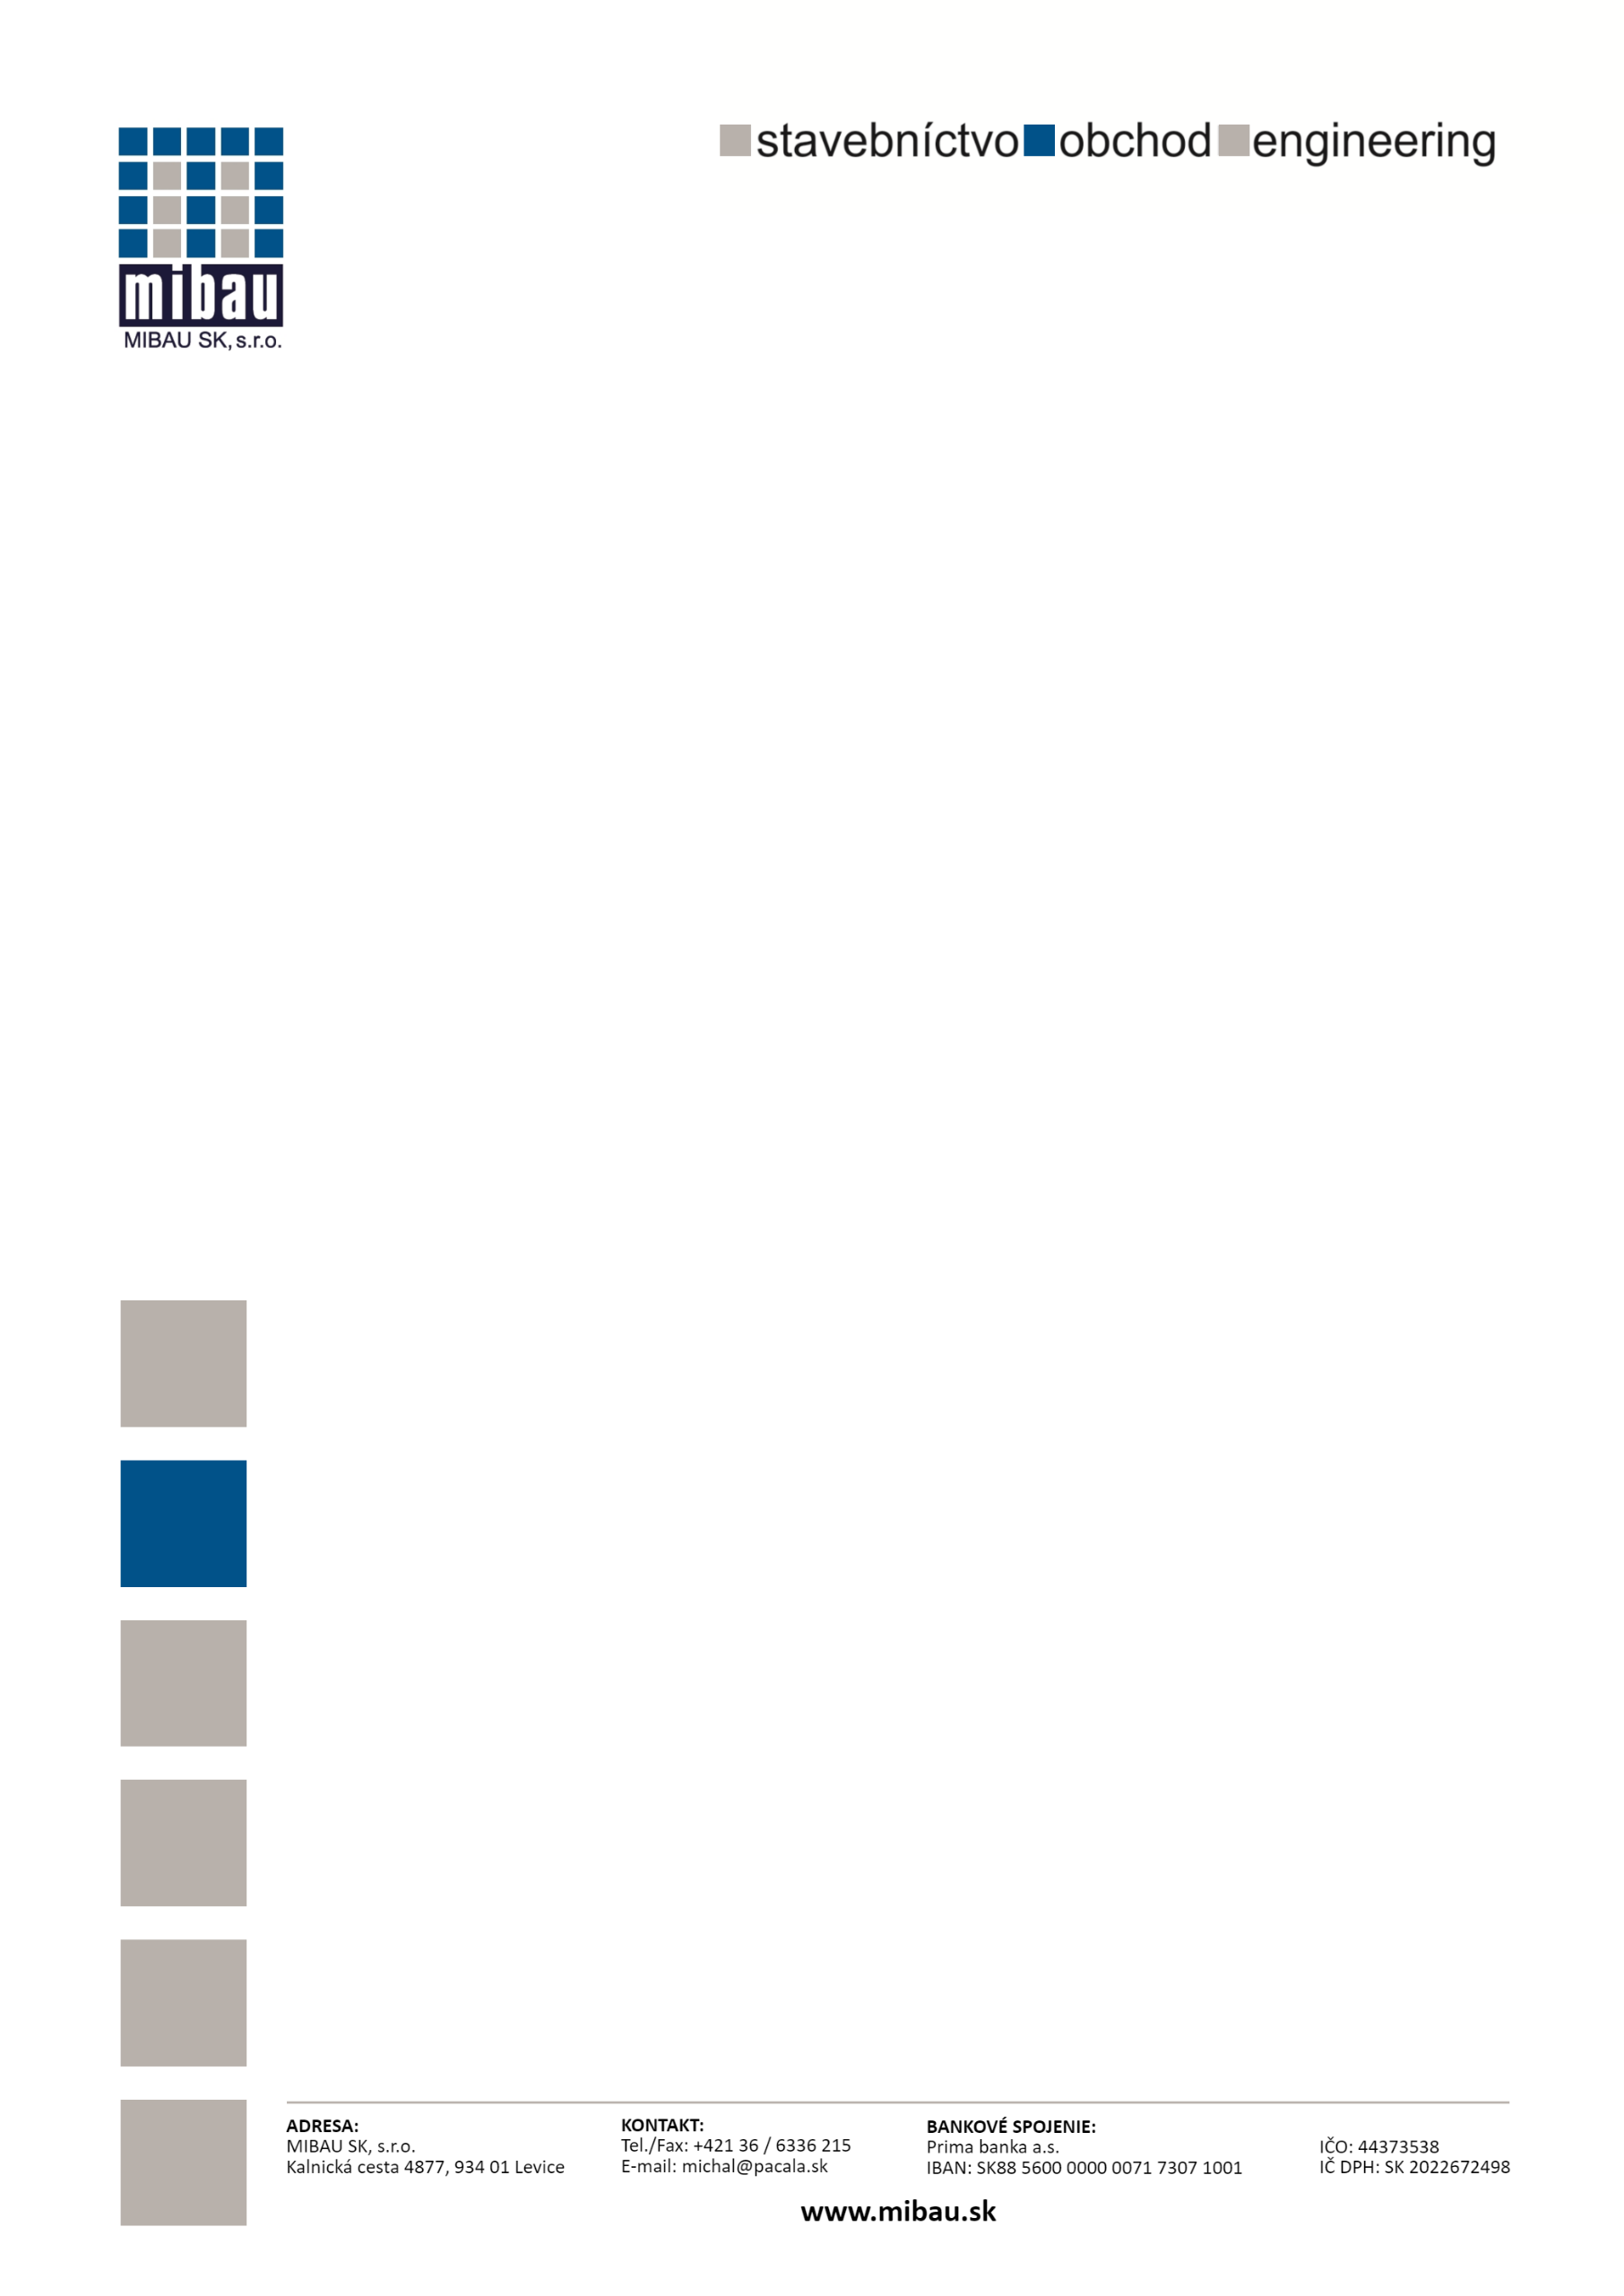 stavebníctvo obchod engineering
mibau
MIBAU SK, s.r.o.
ADRESA:
MIBAU SK, s.r.o.
Kalnická cesta 4877, 934 01 Levice
KONTAKT:
Tel./Fax: +421 36 / 6336 215
E-mail: michal@pacala.sk
BANKOVÉ SPOJENIE:
Prima banka a.s.
IBAN: SK88 5600 0000 0071 7307 1001
IČO: 44373538
IČ DPH: SK 2022672498
www.mibau.sk